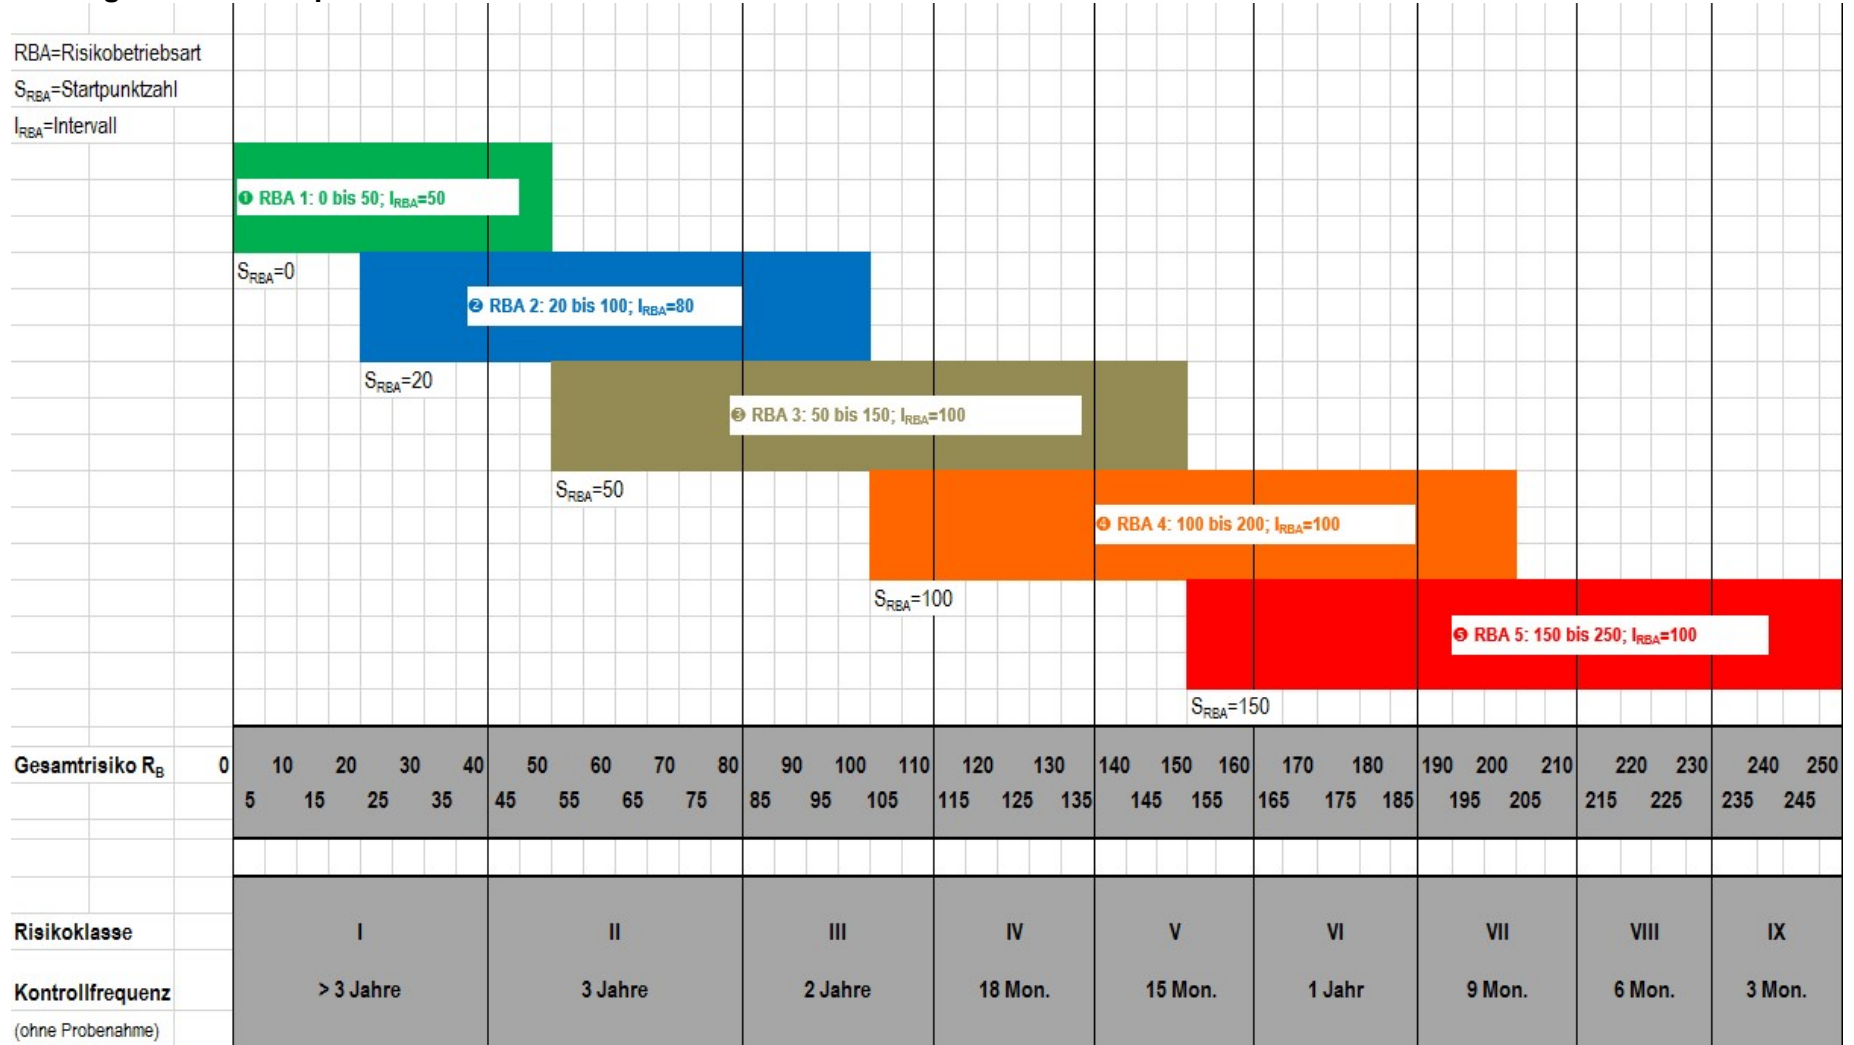 RBA=Risikobetriebsart
SRBA=Startpunktzahl
IRBA=Intervall
❶ RBA 1: 0 bis 50; IRBA=50
SRBA=0
❷ RBA 2: 20 bis 100; IRBA=80
SRBA=20
❸ RBA 3: 50 bis 150; IRBA=100
SRBA=50
❹ RBA 4: 100 bis 200; IRBA=100
SRBA=100
❺ RBA 5: 150 bis 250; IRBA=100
SRBA=150
Gesamtrisiko RB 0 10 20 30 40 50 60 70 80 90 100 110 120 130 140 150 160 170 180 190 200 210 220 230 240 250
5 15 25 35 45 55 65 75 85 95 105 115 125 135 145 155 165 175 185 195 205 215 225 235 245
Risikoklasse I II III IV V VI VII VIII IX
Kontrollfrequenz > 3 Jahre 3 Jahre 2 Jahre 18 Mon. 15 Mon. 1 Jahr 9 Mon. 6 Mon. 3 Mon.
(ohne Probenahme)